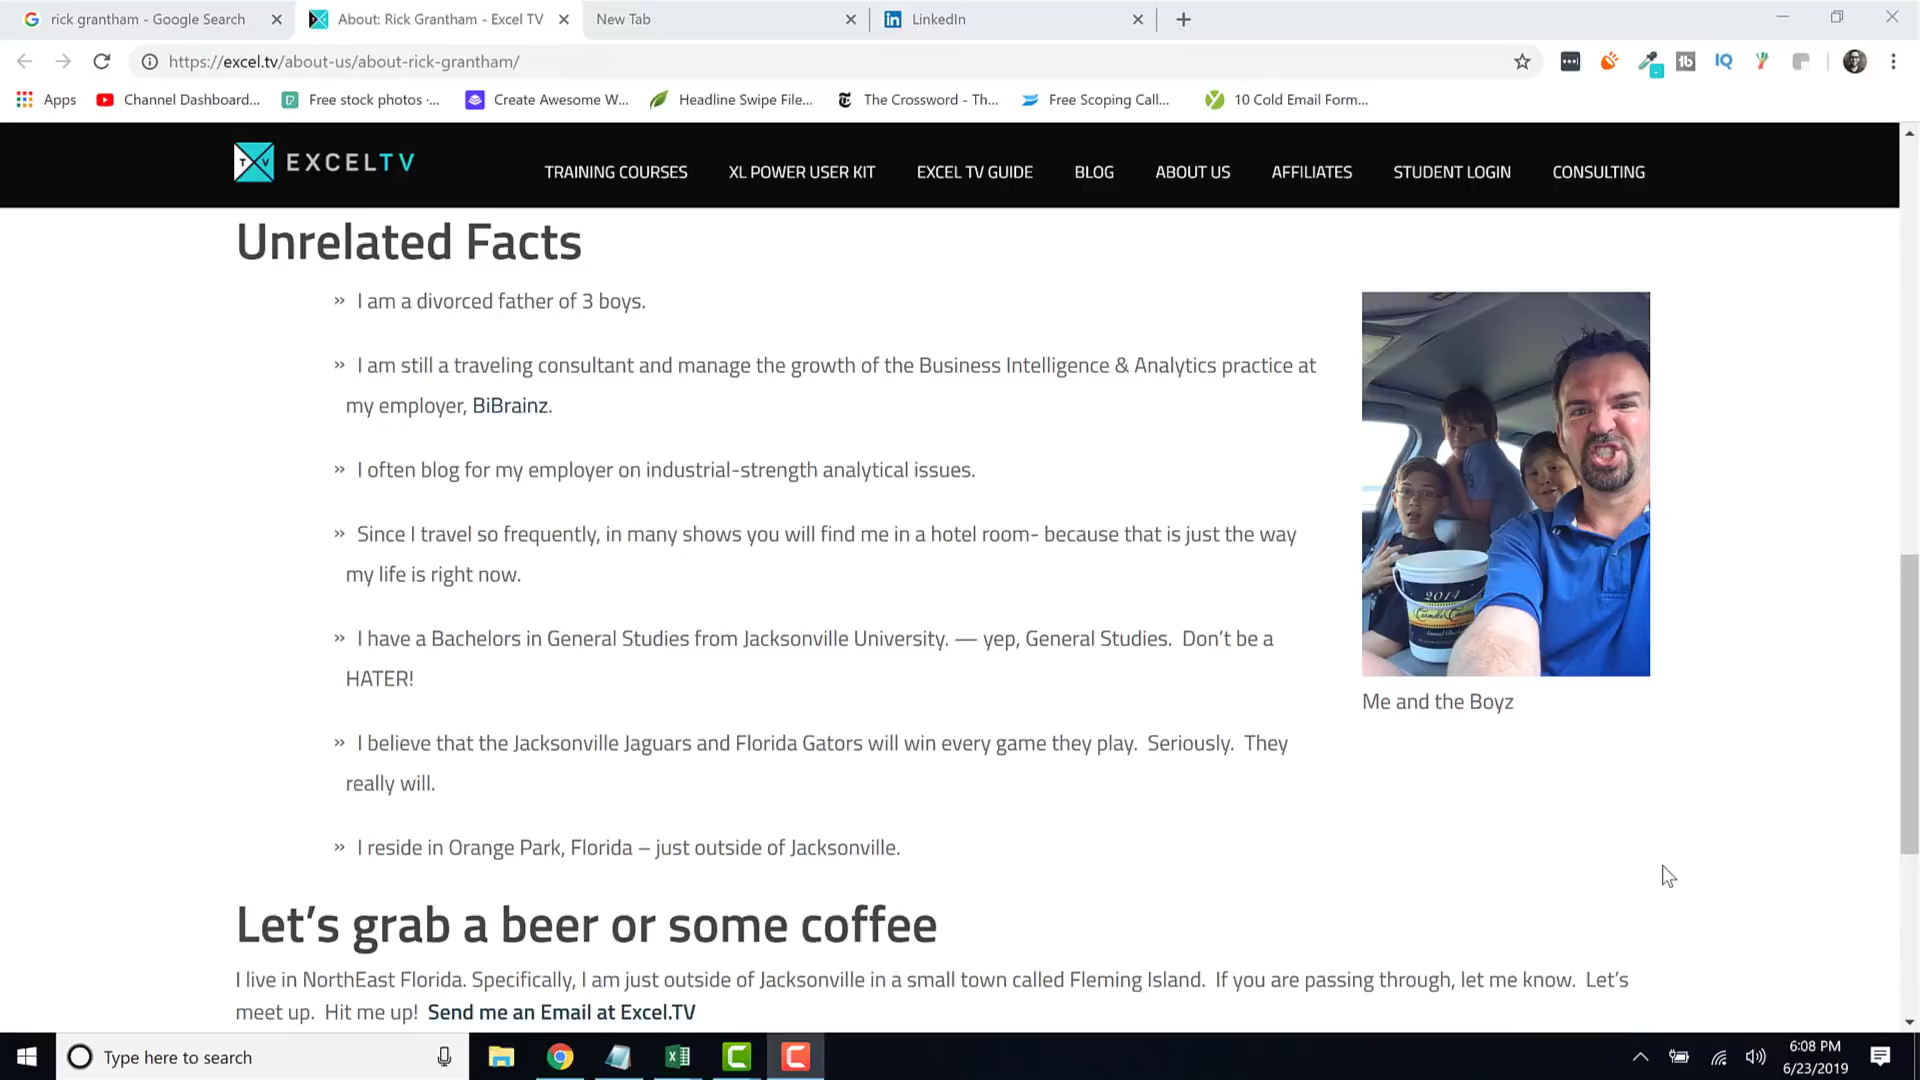 rick grantham - Google Search
About: Rick Grantham - Excel TV
New Tab
LinkedIn
https://excel.tv/about-us/about-rick-grantham/
Apps
Channel Dashboard...
Free stock photos ·...
Create Awesome W...
Headline Swipe File...
The Crossword - Th...
Free Scoping Call...
10 Cold Email Form...
EXCELTV
TRAINING COURSES
XL POWER USER KIT
EXCEL TV GUIDE
BLOG
ABOUT US
AFFILIATES
STUDENT LOGIN
CONSULTING
Unrelated Facts
» I am a divorced father of 3 boys.
» I am still a traveling consultant and manage the growth of the Business Intelligence & Analytics practice at
my employer, BiBrainz.
» I often blog for my employer on industrial-strength analytical issues.
» Since I travel so frequently, in many shows you will find me in a hotel room- because that is just the way
my life is right now.
» I have a Bachelors in General Studies from Jacksonville University. — yep, General Studies. Don't be a
HATER!
» I believe that the Jacksonville Jaguars and Florida Gators will win every game they play. Seriously. They
really will.
» I reside in Orange Park, Florida – just outside of Jacksonville.
2014
Me and the Boyz
Let's grab a beer or some coffee
I live in NorthEast Florida. Specifically, I am just outside of Jacksonville in a small town called Fleming Island. If you are passing through, let me know. Let's
meet up. Hit me up! Send me an Email at Excel.TV
Type here to search
6:08 PM
6/23/2019